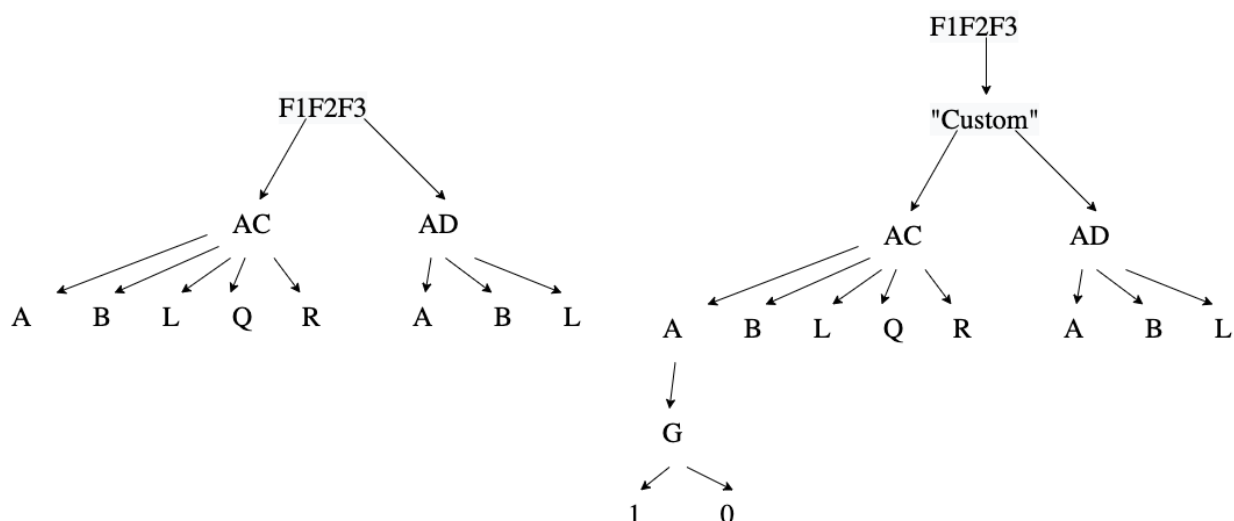 F1F2F3
AC AD
A B L Q R A B L
F1F2F3
"Custom"
AC AD
A B L Q R A B L
G
1 0